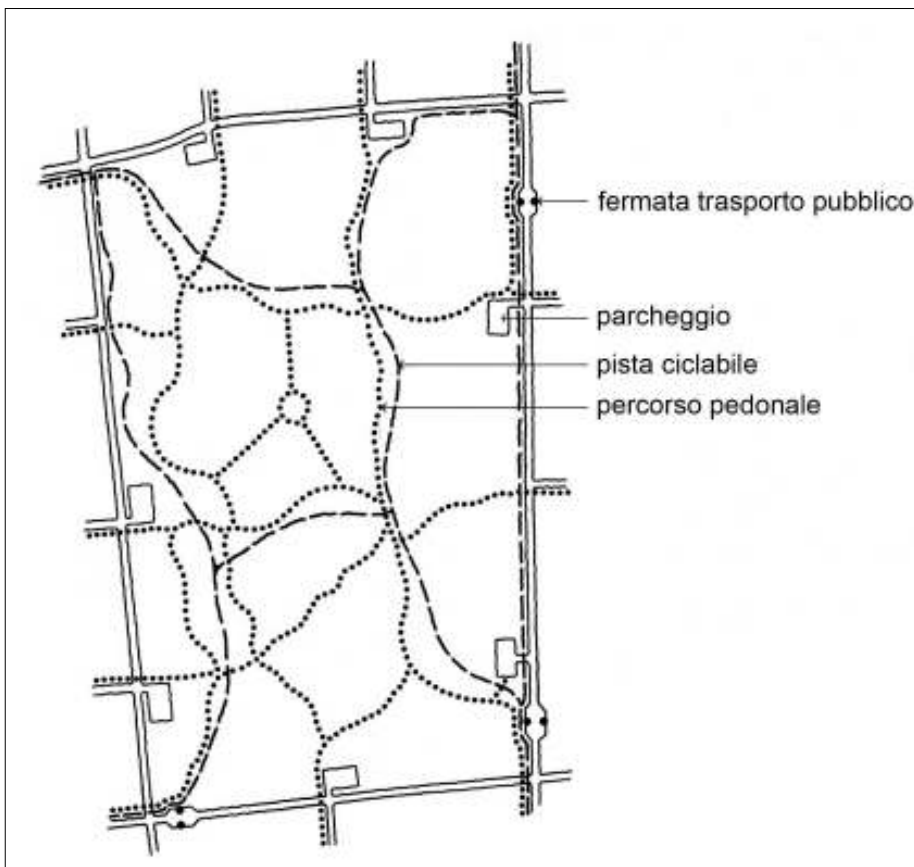 fermata trasporto pubblico
parcheggio
pista ciclabile
percorso pedonale